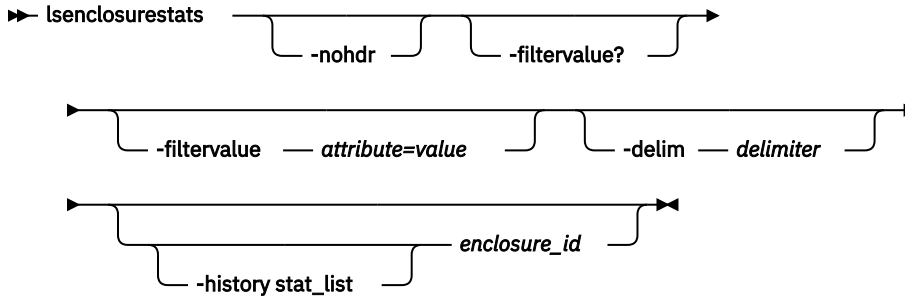 lsenclosurestats
-nohdr -filtervalue?
-filtervalue attribute=value -delim delimiter
enclosure_id
-history stat_list